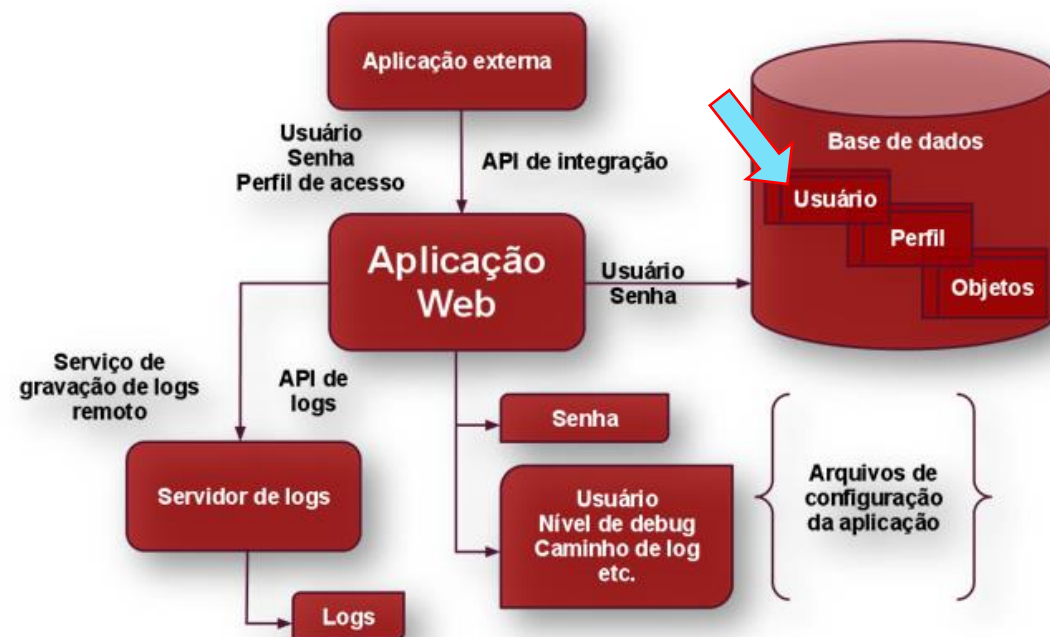 Aplicação externa
Usuário
Senha
Perfil de acesso
API de integração
Base de dados
Usuário
Perfil
Objetos
Aplicação
Web
Usuário
Senha
Serviço de
gravação de logs
remoto
API de
logs
Senha
Servidor de logs
Usuário
Nível de debug
Caminho de log
etc.
Arquivos de
configuração
da aplicação
Logs